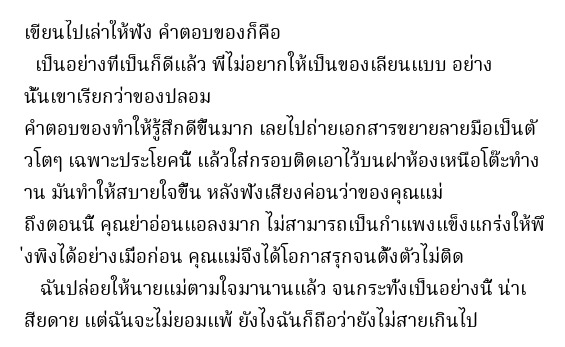 เขียนไปเล่าให้ฟัง คำตอบของก็คือ
เป็นอย่างที่เป็นก็ดีแล้ว พี่ไม่อยากให้เป็นของเลียนแบบ อย่าง
นั้นเขาเรียกว่าของปลอม
คำตอบของทำให้รู้สึกดีขึ้นมาก เลยไปถ่ายเอกสารขยายลายมือเป็นตั
วโตๆ เฉพาะประโยคนี้ แล้วใส่กรอบติดเอาไว้บนฝาห้องเหนือโต๊ะทำง
าน มันทำให้สบายใจขึ้น หลังฟังเสียงค่อนว่าของคุณแม่
ถึงตอนนี้ คุณย่าอ่อนแอลงมาก ไม่สามารถเป็นกำแพงแข็งแกร่งให้พึ
่งพิงได้อย่างเมื่อก่อน คุณแม่จึงได้โอกาสรุกจนตั้งตัวไม่ติด
ฉันปล่อยให้นายแม่ตามใจมานานแล้ว จนกระทั่งเป็นอย่างนี้ น่าเ
สียดาย แต่ฉันจะไม่ยอมแพ้ ยังไงฉันก็ถือว่ายังไม่สายเกินไป